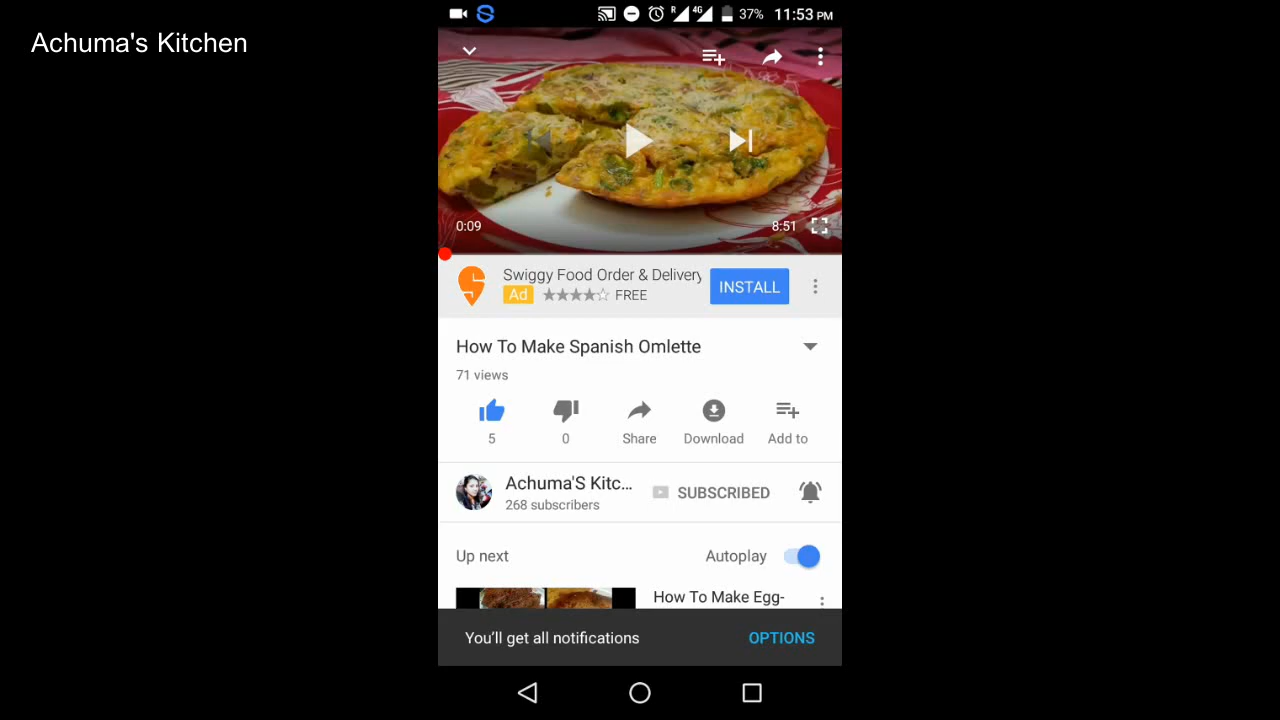 Achuma's Kitchen
R 4G 37% 11:53 PM
0:09 8:51
Swiggy Food Order & Delivery
Ad FREE
INSTALL
How To Make Spanish Omlette
71 views
5 0 Share Download Add to
Achuma'S Kitc...
268 subscribers
SUBSCRIBED
Up next Autoplay
How To Make Egg-
You'll get all notifications OPTIONS